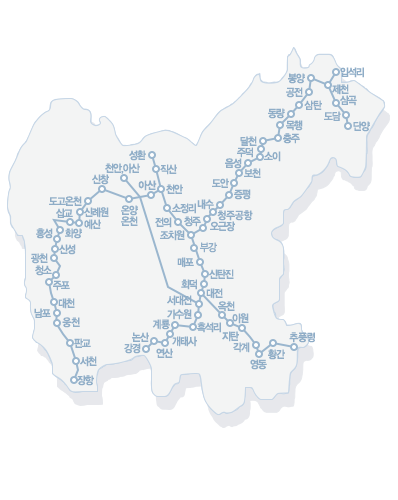 입석리
봉양
제천
공전
삼탄
삼곡
동량
도담
목행
단양
달천
충주
주덕
소이
음성
보천
성환
천안아산
직산
도안
증평
신창
아산
천안
도고온천
온양
온천
소정리
내수
청주공항
삽교
신례원
예산
전의
청주
오근장
홍성
화양
조치원
신성
부강
광천
매포
청소
신탄진
주포
회덕
대전
대천
서대전
옥천
남포
가수원
이원
웅천
계룡
흑석리
지탄
추풍령
논산
개태사
각계
판교
강경
연산
황간
영동
서천
장항